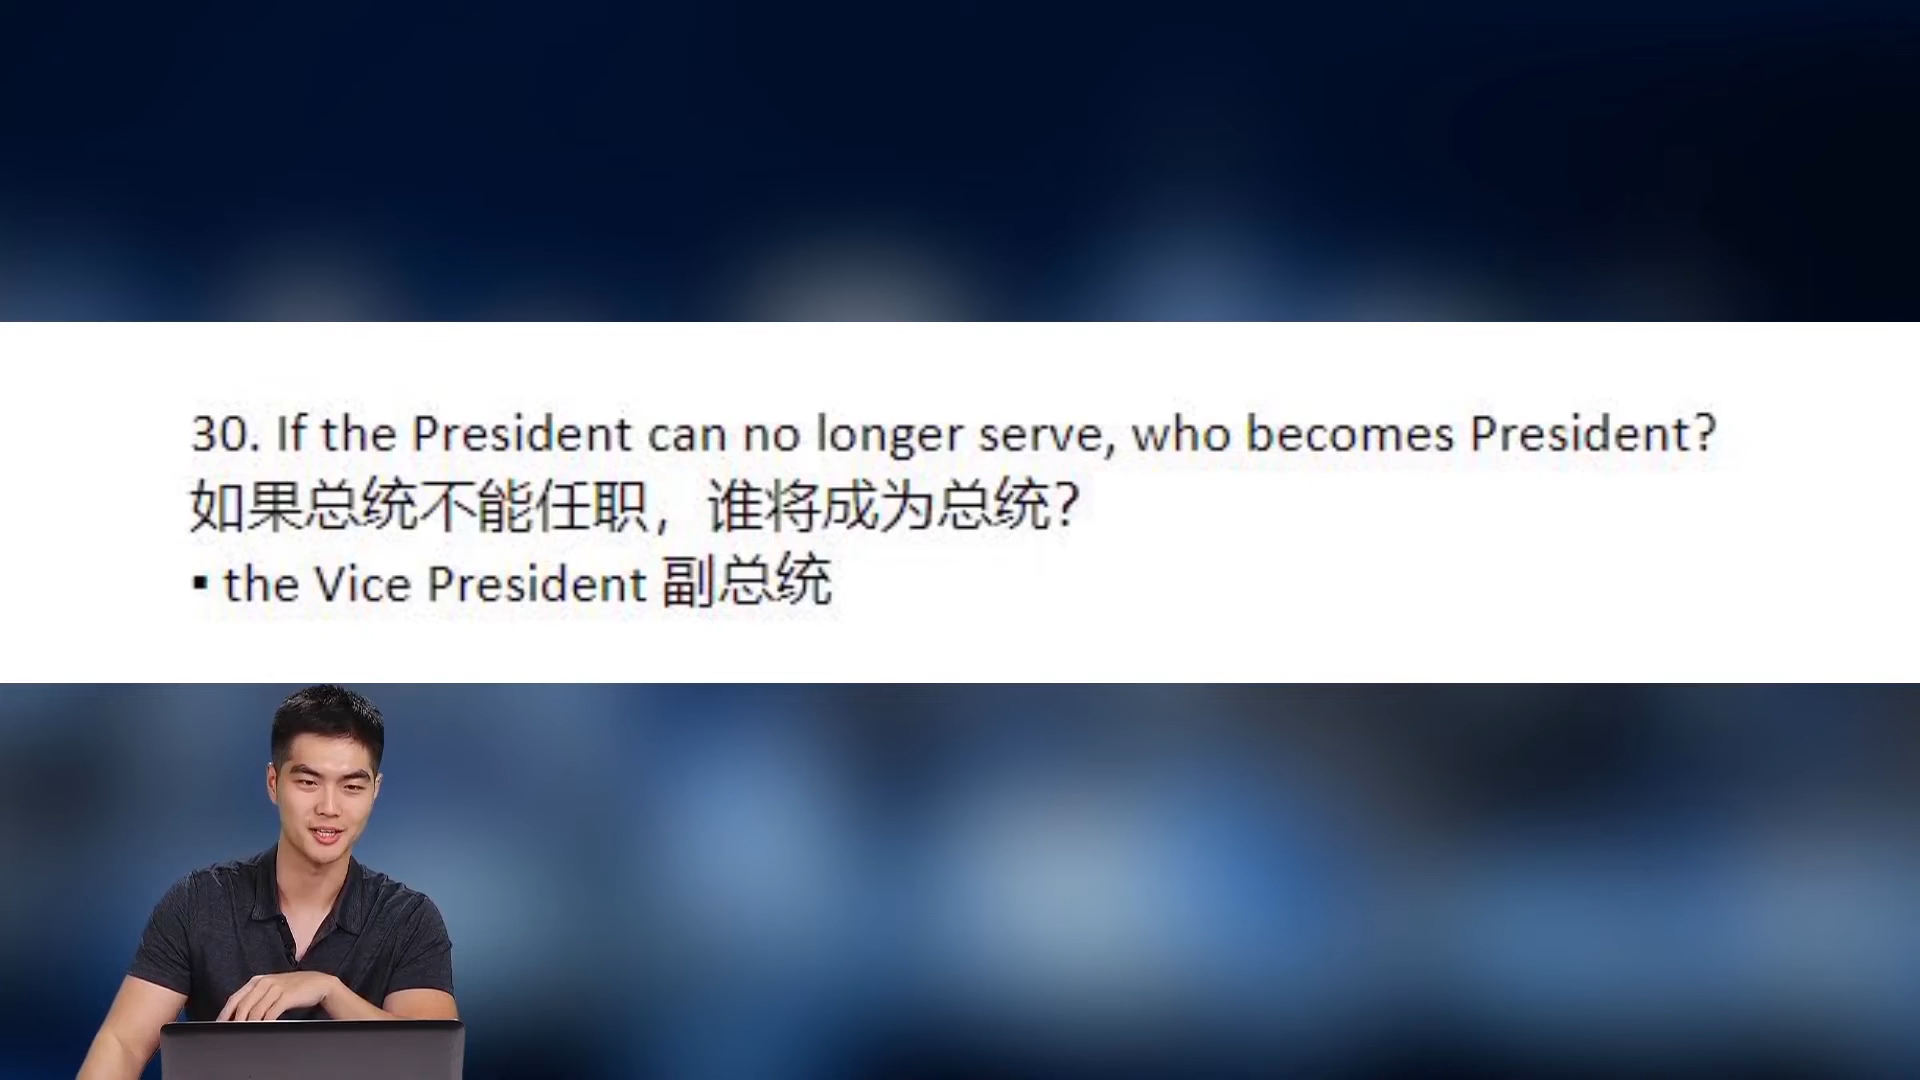 30. If the President can no longer serve, who becomes President?
如果总统不能任职，谁将成为总统？
▪ the Vice President 副总统